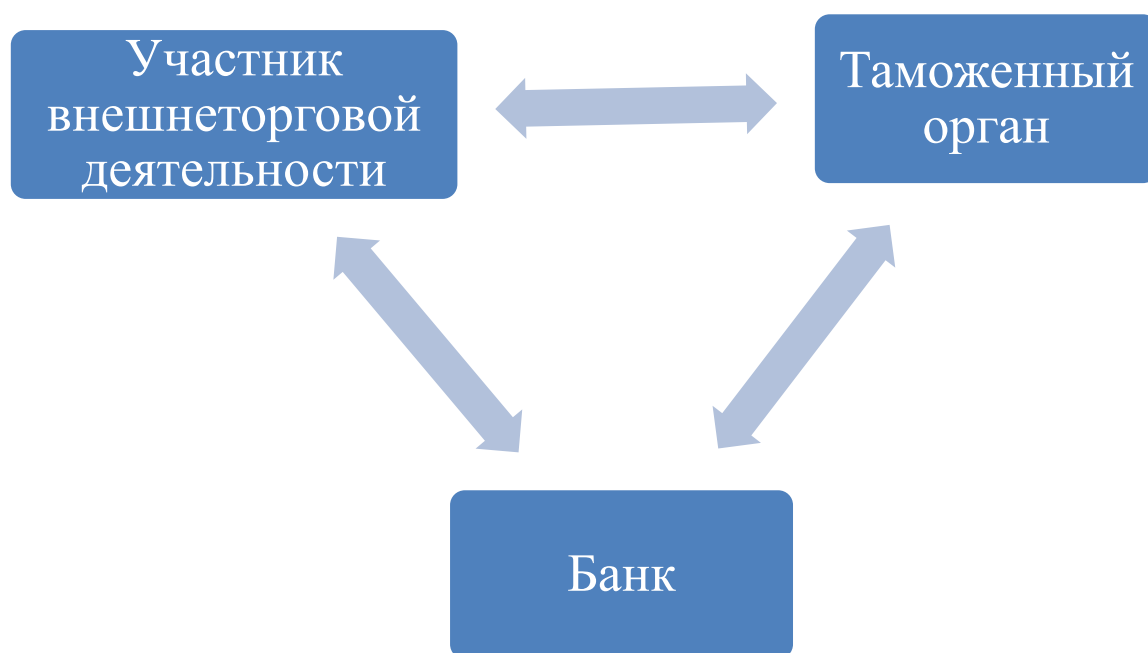 Участник
внешнеторговой
деятельности
Таможенный
орган
Банк